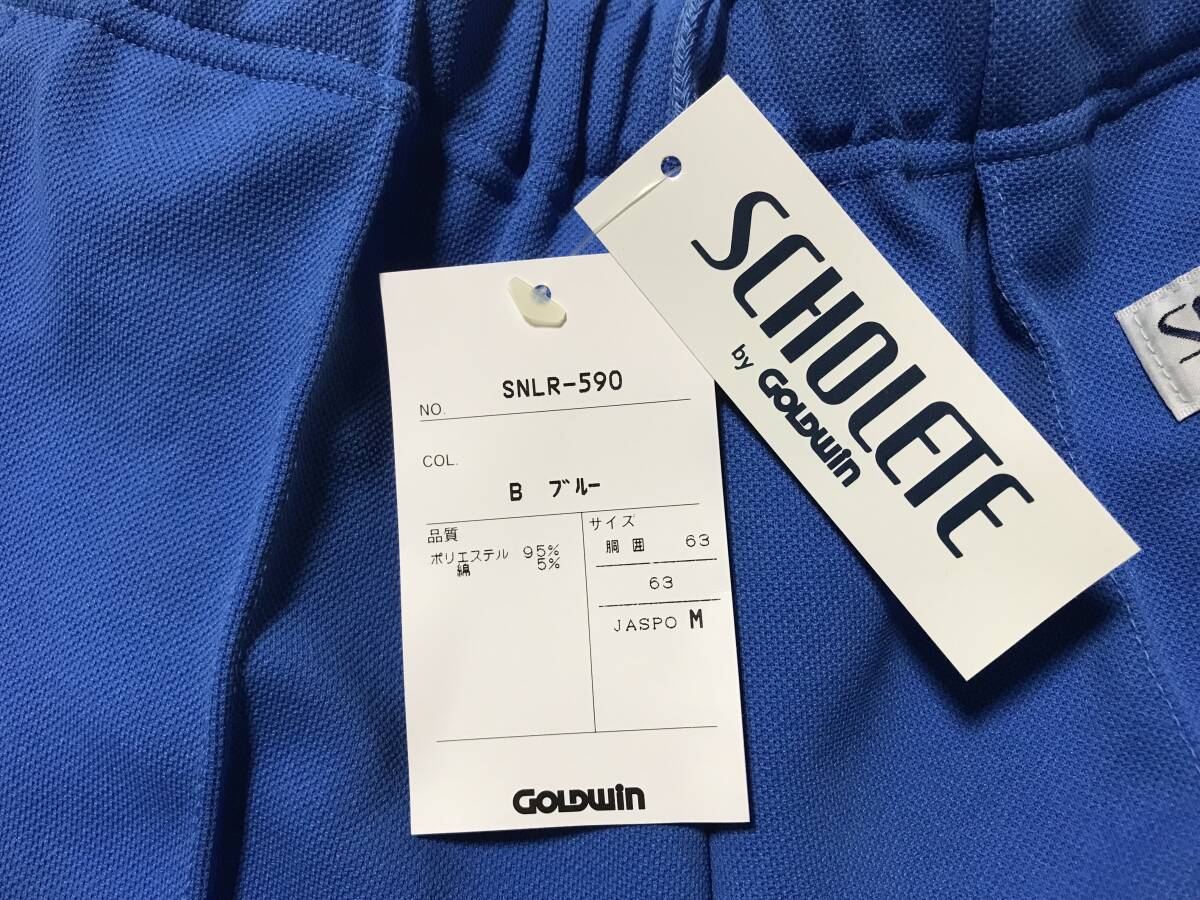 SCHOLETE
by GOLDWIN
NO. SNLR-590
COL.
B ブルー
品質
ポリエステル 95%
綿 5%
サイズ
胴囲 63
63
JASPO M
GOLDWIN